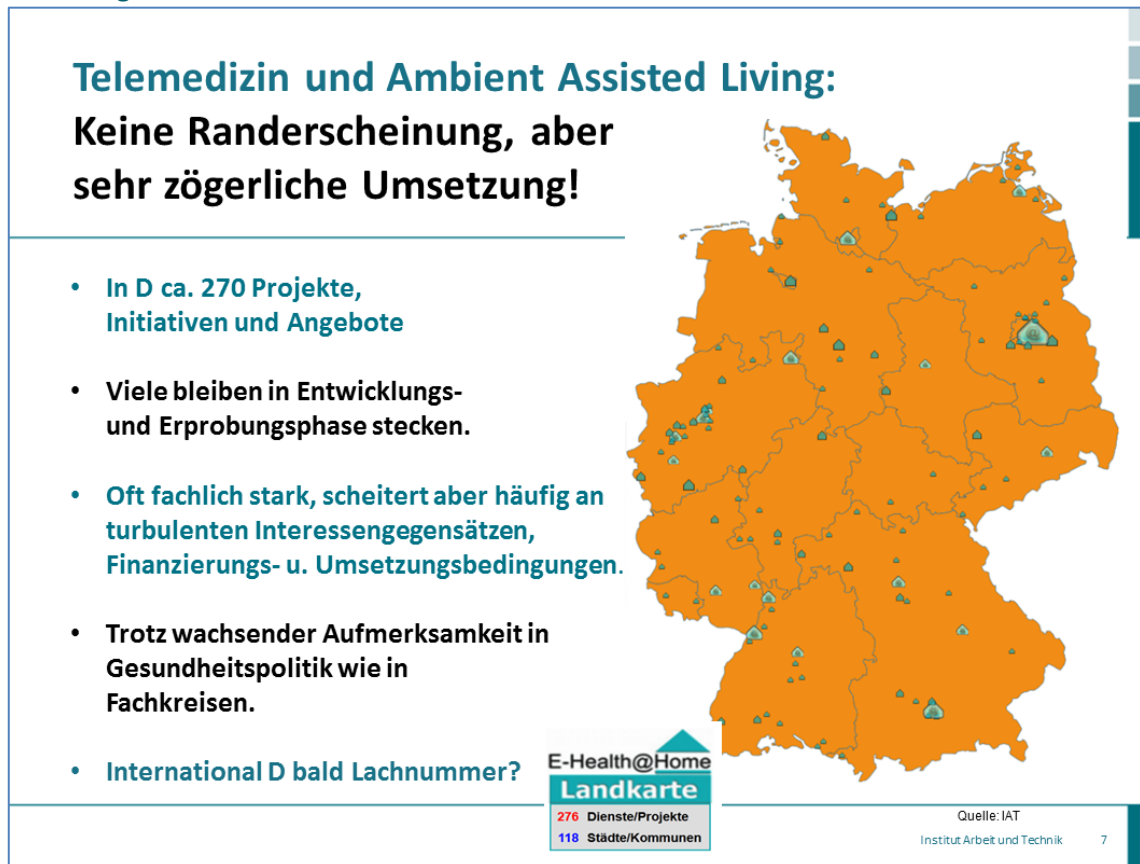 Telemedizin und Ambient Assisted Living:
Keine Randerscheinung, aber
sehr zögerliche Umsetzung!
• In D ca. 270 Projekte,
Initiativen und Angebote
• Viele bleiben in Entwicklungs-
und Erprobungsphase stecken.
• Oft fachlich stark, scheitert aber häufig an
turbulenten Interessengegensätzen,
Finanzierungs- u. Umsetzungsbedingungen.
• Trotz wachsender Aufmerksamkeit in
Gesundheitspolitik wie in
Fachkreisen.
• International D bald Lachnummer?
E-Health@Home
Landkarte
276 Dienste/Projekte
118 Städte/Kommunen
Quelle: IAT
Institut Arbeit und Technik 7